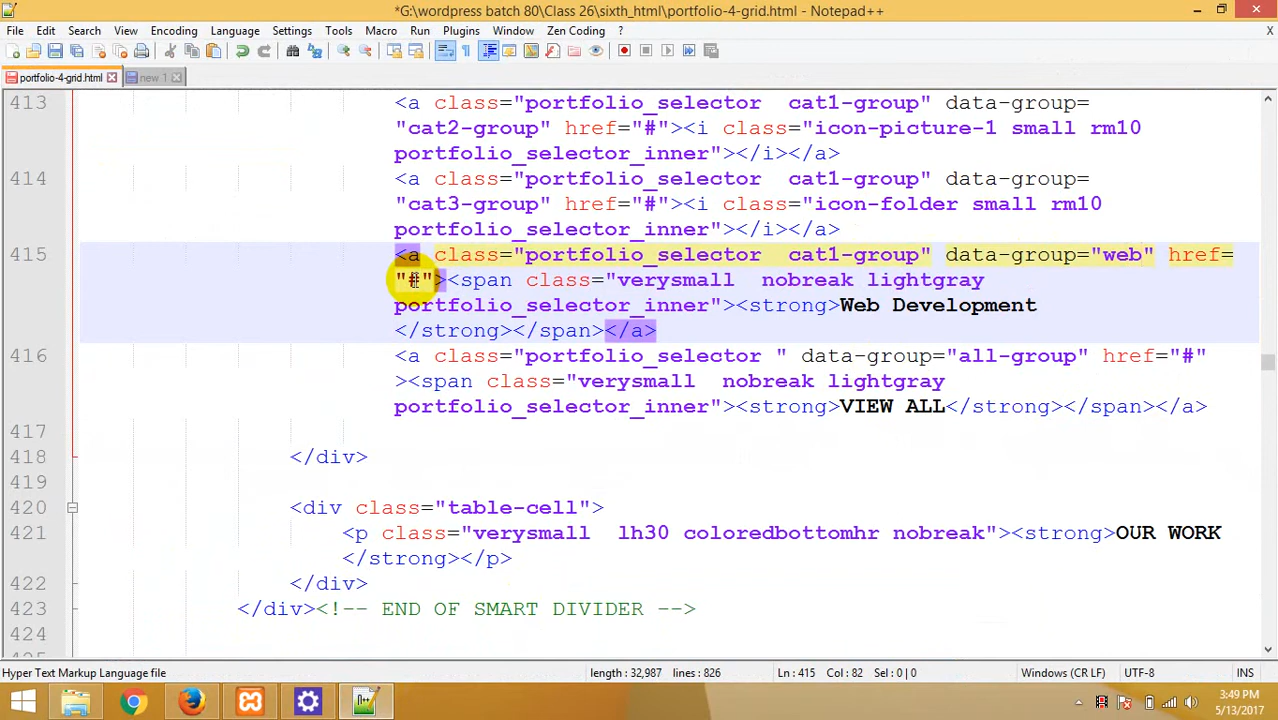 *G:\wordpress batch 80\Class 26\sixth_html\portfolio-4-grid.html - Notepad++
File Edit Search View Encoding Language Settings Tools Macro Run Plugins Window Zen Coding ?
X
portfolio-4-grid.html new 1
413 <a class="portfolio_selector  cat1-group" data-group=
"cat2-group" href="#"><i class="icon-picture-1 small rm10
portfolio_selector_inner"></i></a>
414 <a class="portfolio_selector  cat1-group" data-group=
"cat3-group" href="#"><i class="icon-folder small rm10
portfolio_selector_inner"></i></a>
415 <a class="portfolio_selector  cat1-group" data-group="web" href=
"#"><span class="verysmall  nobreak lightgray
portfolio_selector_inner"><strong>Web Development
</strong></span></a>
416 <a class="portfolio_selector " data-group="all-group" href="#"
><span class="verysmall  nobreak lightgray
portfolio_selector_inner"><strong>VIEW ALL</strong></span></a>
417
418 </div>
419
420 <div class="table-cell">
421 <p class="verysmall  lh30 coloredbottomhr nobreak"><strong>OUR WORK
</strong></p>
422 </div>
423 </div><!-- END OF SMART DIVIDER -->
424
Hyper Text Markup Language file length : 32,987 lines : 826 Ln : 415 Col : 82 Sel : 0 | 0 Windows (CR LF) UTF-8 INS
3:49 PM
5/13/2017